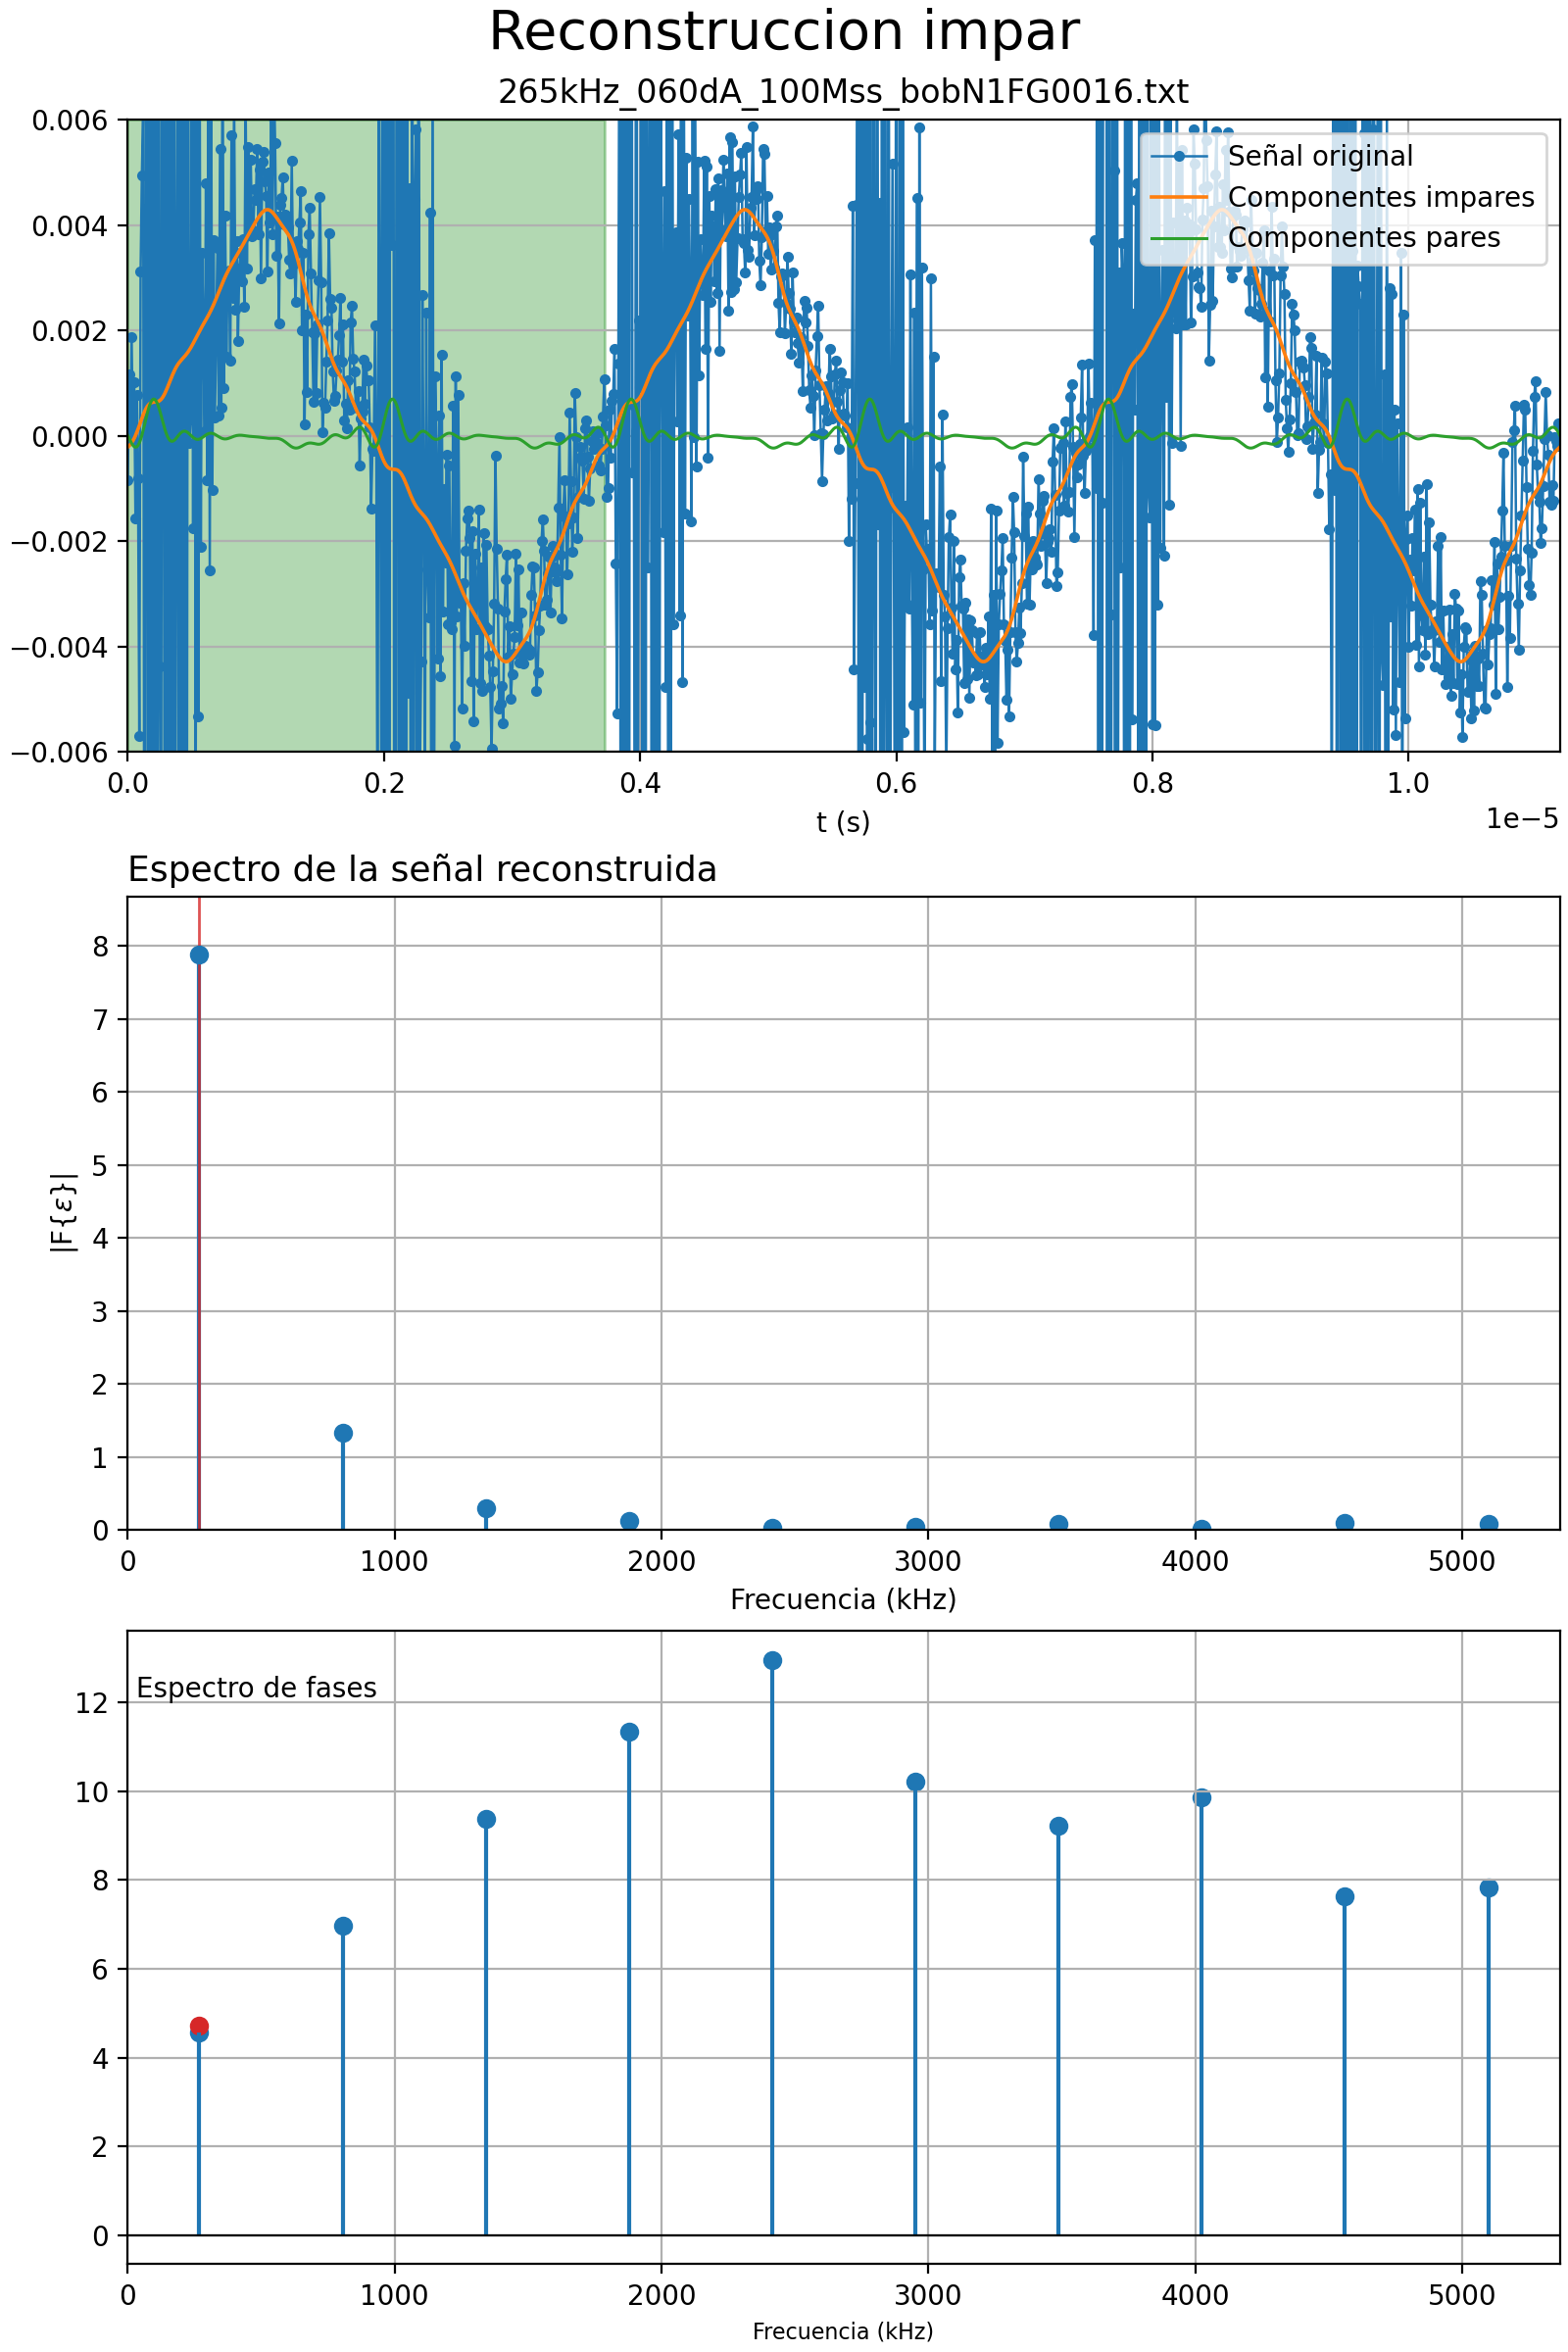 Reconstruccion impar
265kHz_060dA_100Mss_bobN1FG0016.txt
0.006
0.004
0.002
0.000
−0.002
−0.004
−0.006
Señal original
Componentes impares
Componentes pares
0.0 0.2 0.4 0.6 0.8 1.0
1e−5
t (s)
Espectro de la señal reconstruida
8
7
6
5
4
3
2
1
0
|F{ε}|
0 1000 2000 3000 4000 5000
Frecuencia (kHz)
Espectro de fases
12
10
8
6
4
2
0
0 1000 2000 3000 4000 5000
Frecuencia (kHz)